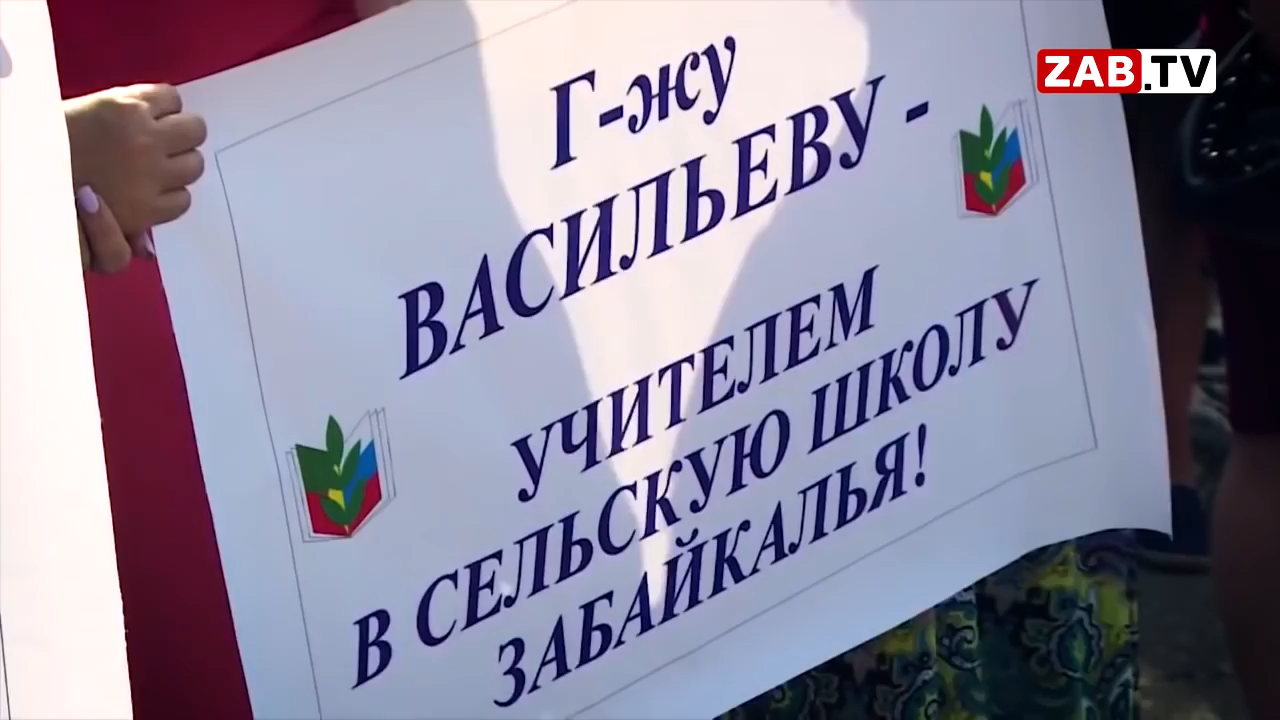 ZAB.TV
Г-жу
ВАСИЛЬЕВУ -
УЧИТЕЛЕМ
В СЕЛЬСКУЮ ШКОЛУ
ЗАБАЙКАЛЬЯ!